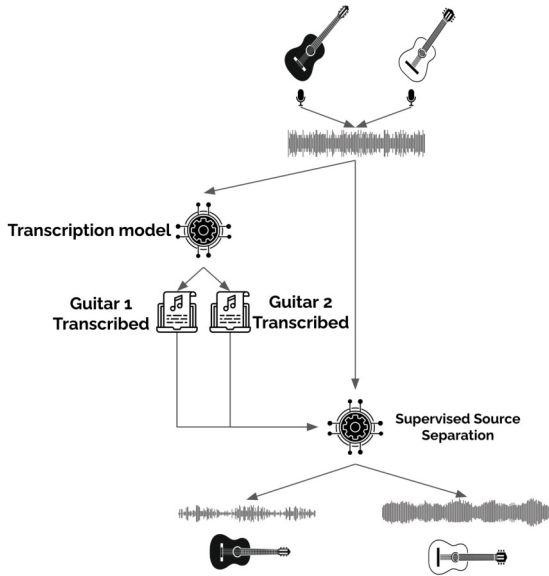 Transcription model
Guitar 1
Transcribed
Guitar 2
Transcribed
Supervised Source
Separation